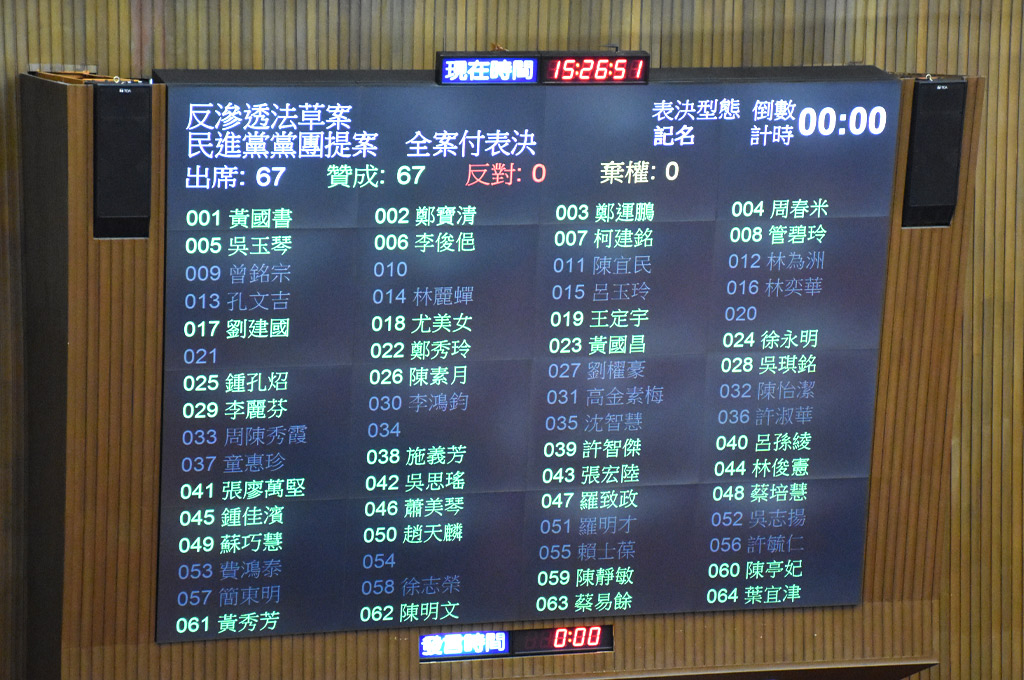 現在時間 15:26:51
反滲透法草案 表決型態 倒數 00:00
民進黨黨團提案 全案付表決 記名 計時
出席: 67 贊成: 67 反對: 0 棄權: 0
001 黃國書 002 鄭寶清 003 鄭運鵬 004 周春米
005 吳玉琴 006 李俊俋 007 柯建銘 008 管碧玲
009 曾銘宗 010 011 陳宜民 012 林為洲
013 孔文吉 014 林麗蟬 015 呂玉玲 016 林奕華
017 劉建國 018 尤美女 019 王定宇 020
021 022 鄭秀玲 023 黃國昌 024 徐永明
025 鍾孔炤 026 陳素月 027 劉櫂豪 028 吳琪銘
029 李麗芬 030 李鴻鈞 031 高金素梅 032 陳怡潔
033 周陳秀霞 034 035 沈智慧 036 許淑華
037 童惠珍 038 施義芳 039 許智傑 040 呂孫綾
041 張廖萬堅 042 吳思瑤 043 張宏陸 044 林俊憲
045 鍾佳濱 046 蕭美琴 047 羅致政 048 蔡培慧
049 蘇巧慧 050 趙天麟 051 羅明才 052 吳志揚
053 費鴻泰 054 055 賴士葆 056 許毓仁
057 簡東明 058 徐志榮 059 陳靜敏 060 陳亭妃
061 黃秀芳 062 陳明文 063 蔡易餘 064 葉宜津
發言時間 0:00